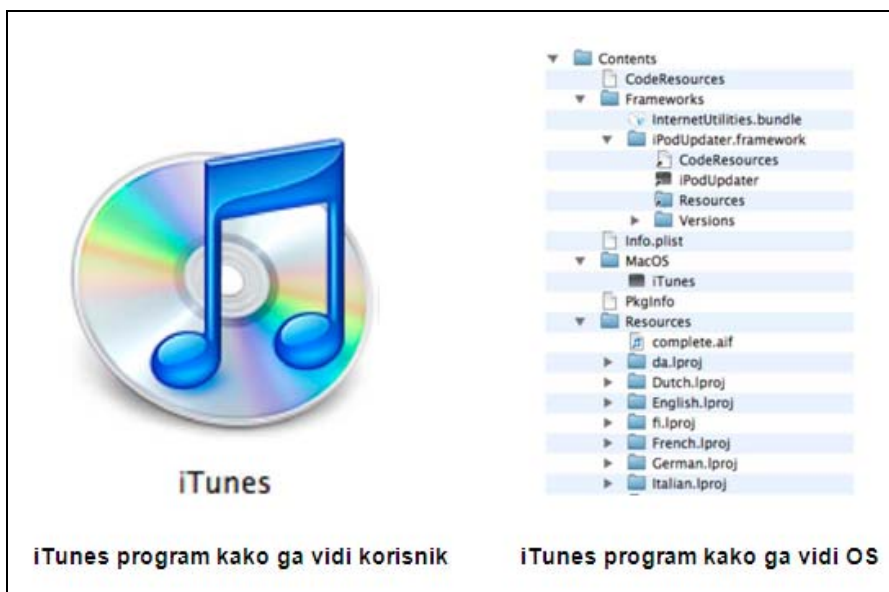 iTunes
iTunes program kako ga vidi korisnik
Contents
CodeResources
Frameworks
InternetUtilities.bundle
iPodUpdater.framework
CodeResources
iPodUpdater
Resources
Versions
Info.plist
MacOS
iTunes
PkgInfo
Resources
complete.aif
da.lproj
Dutch.lproj
English.lproj
fi.lproj
French.lproj
German.lproj
Italian.lproj
iTunes program kako ga vidi OS